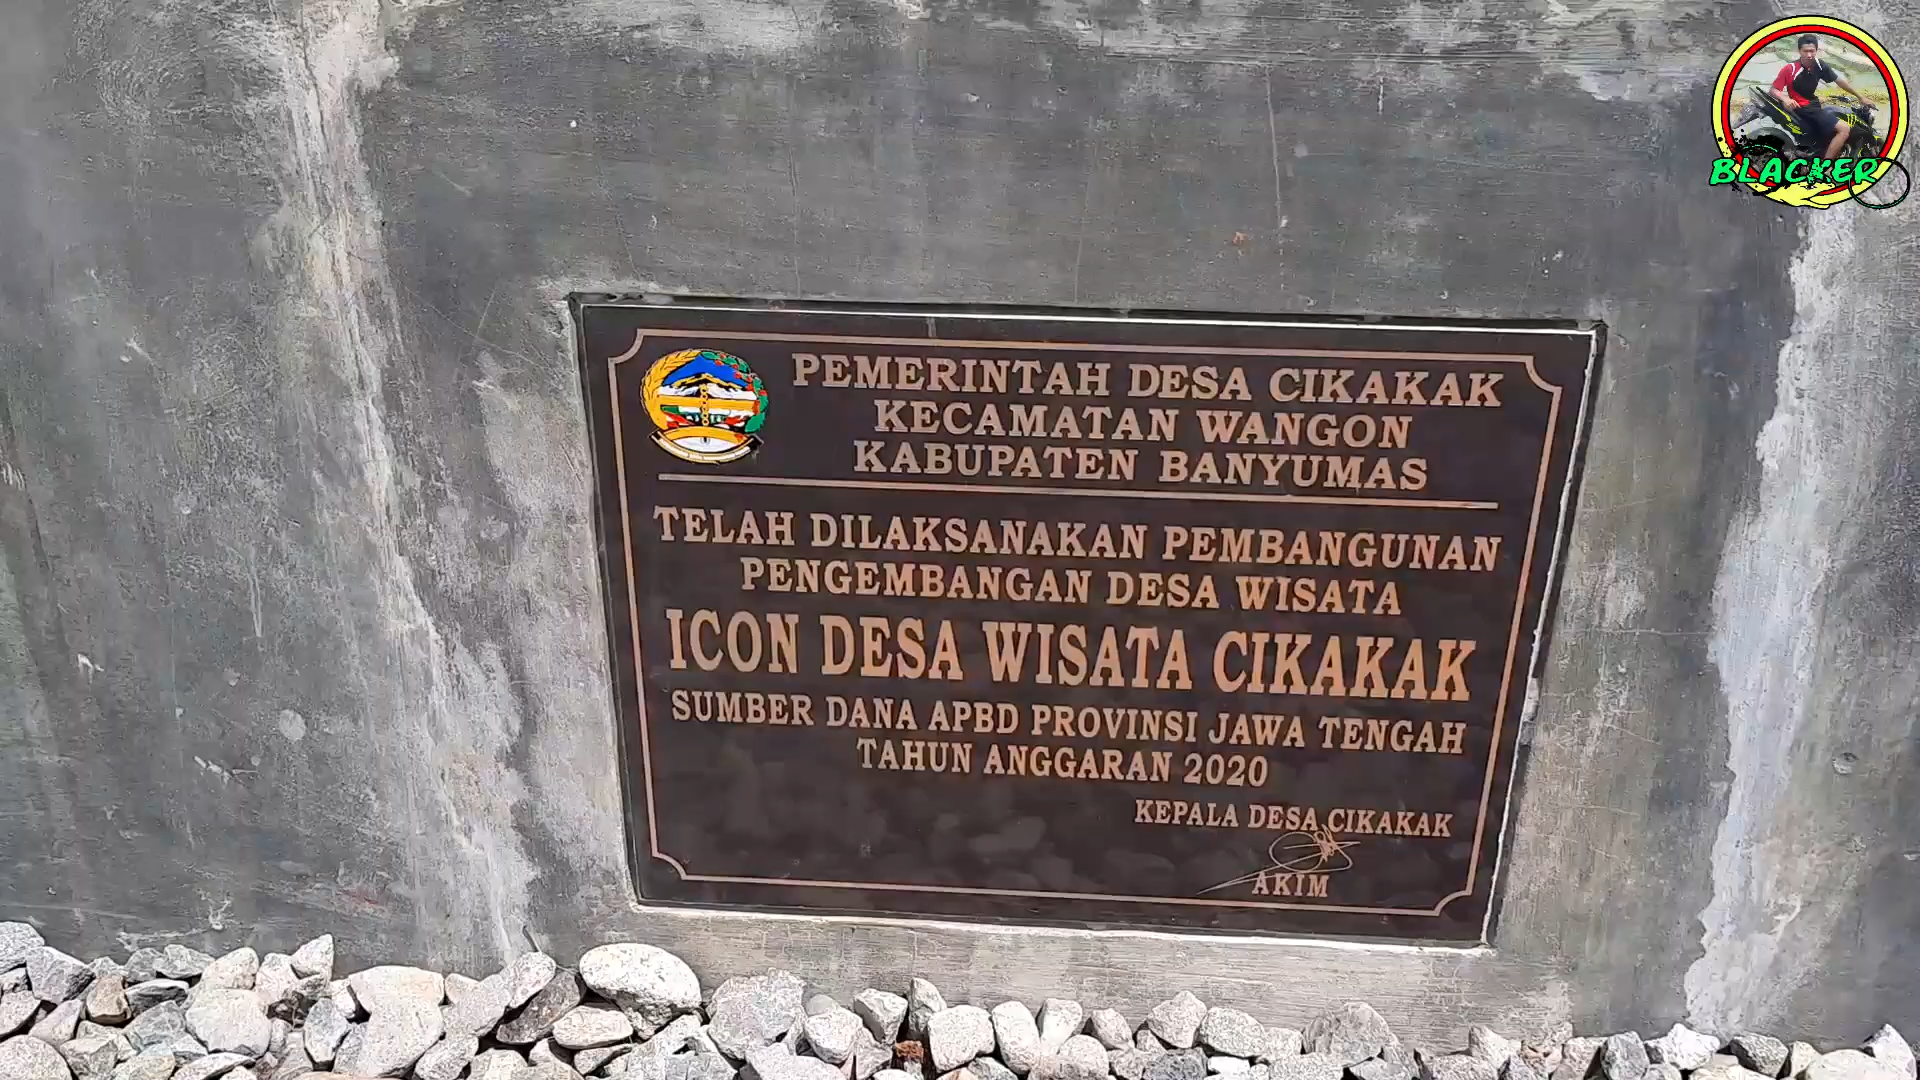 BLACKER
PEMERINTAH DESA CIKAKAK
KECAMATAN WANGON
KABUPATEN BANYUMAS
TELAH DILAKSANAKAN PEMBANGUNAN
PENGEMBANGAN DESA WISATA
ICON DESA WISATA CIKAKAK
SUMBER DANA APBD PROVINSI JAWA TENGAH
TAHUN ANGGARAN 2020
KEPALA DESA CIKAKAK
AKIM